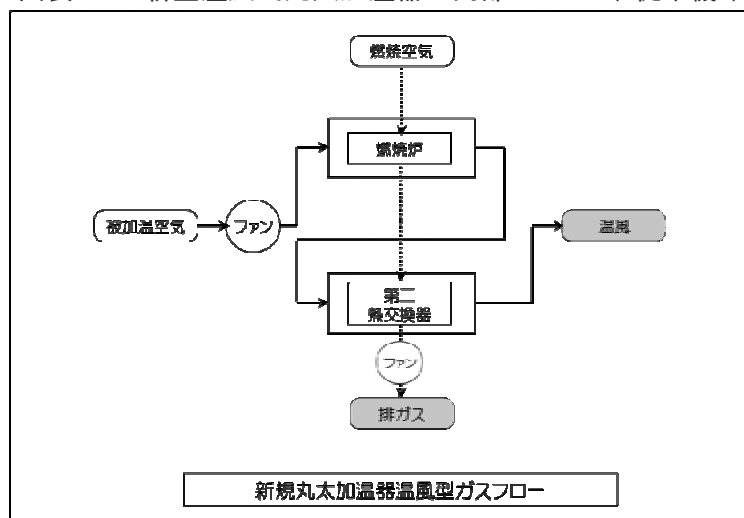 燃焼空気
燃焼炉
被加温空気
ファン
温風
第二
熱交換器
ファン
排ガス
新規丸太加温器温風型ガスフロー